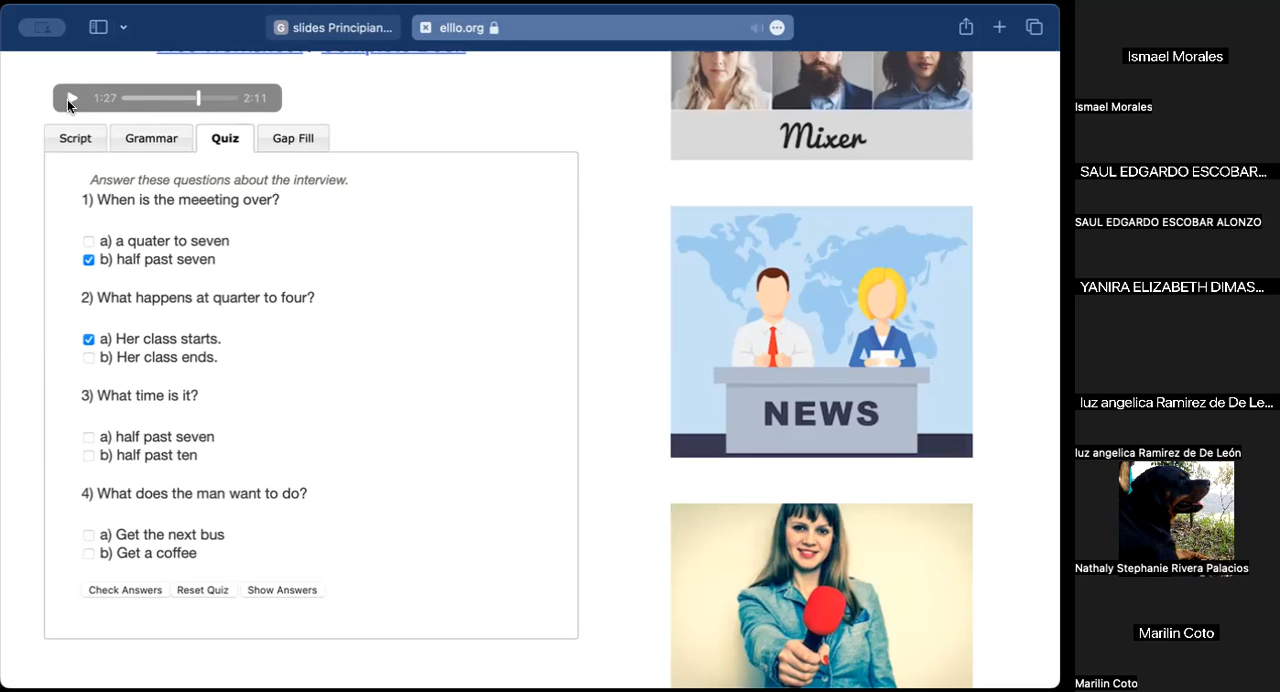 slides Principian...
elllo.org
1:27
2:11
Script
Grammar
Quiz
Gap Fill
Answer these questions about the interview.
1) When is the meeeting over?
a) a quater to seven
b) half past seven
2) What happens at quarter to four?
a) Her class starts.
b) Her class ends.
3) What time is it?
a) half past seven
b) half past ten
4) What does the man want to do?
a) Get the next bus
b) Get a coffee
Check Answers
Reset Quiz
Show Answers
Mixer
NEWS
Ismael Morales
Ismael Morales
SAUL EDGARDO ESCOBAR...
SAUL EDGARDO ESCOBAR ALONZO
YANIRA ELIZABETH DIMAS...
luz angelica Ramirez de De Le...
luz angelica Ramirez de De León
Nathaly Stephanie Rivera Palacios
Marilin Coto
Marilin Coto